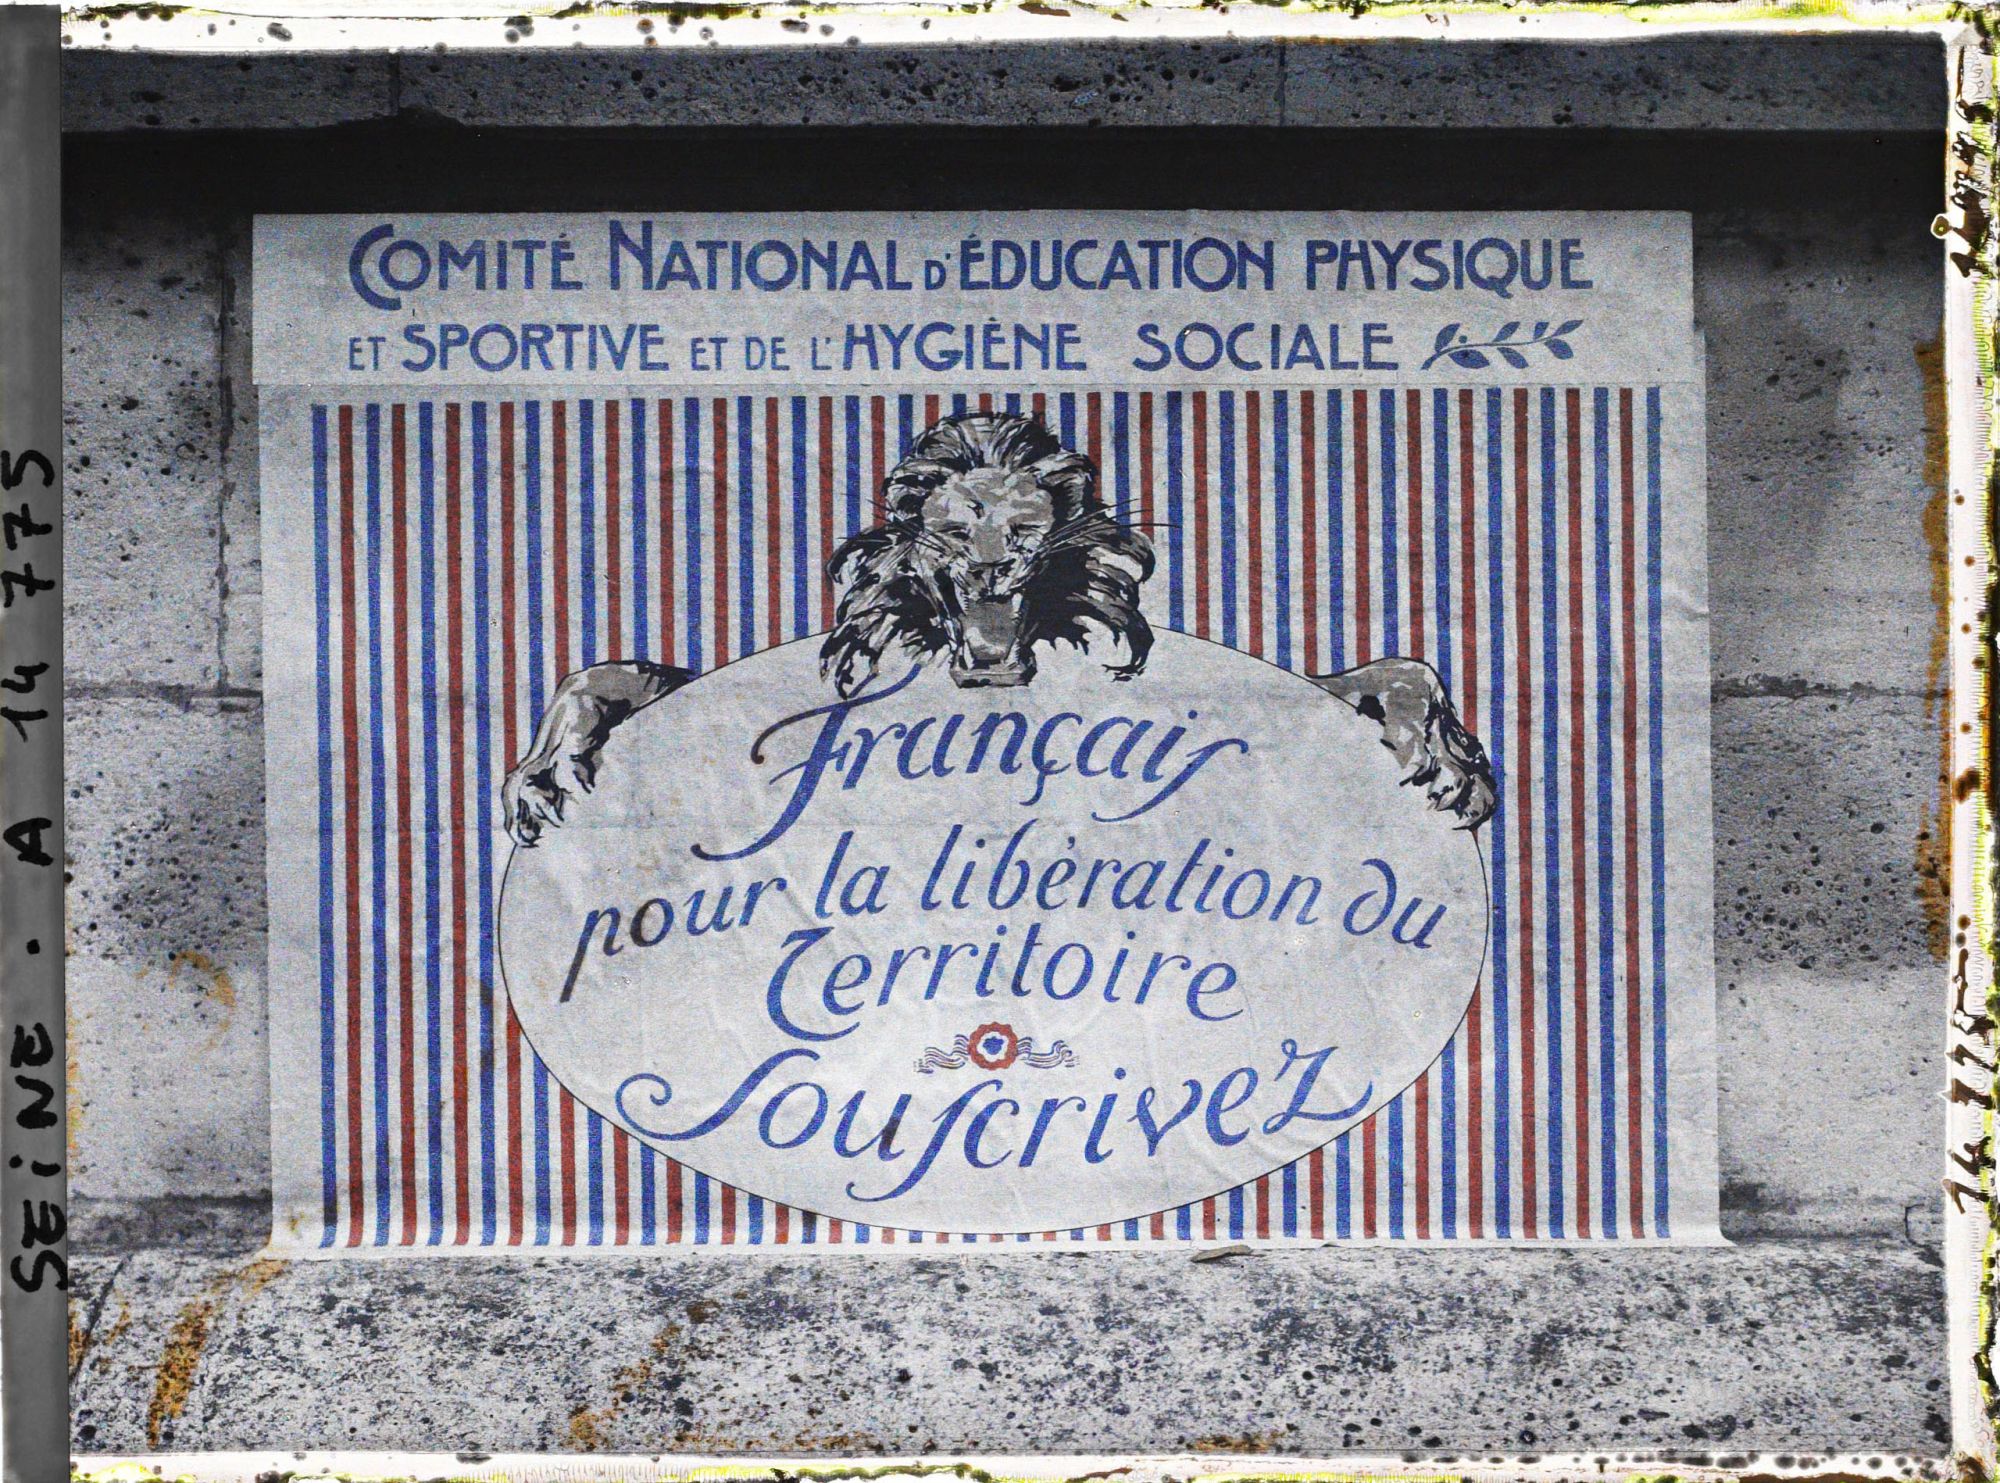 COMITÉ NATIONAL D'ÉDUCATION PHYSIQUE
ET SPORTIVE ET DE L'HYGIÈNE SOCIALE
Français
pour la libération du
Territoire
Souscrivez
SEiNE . A 14 775
14 775